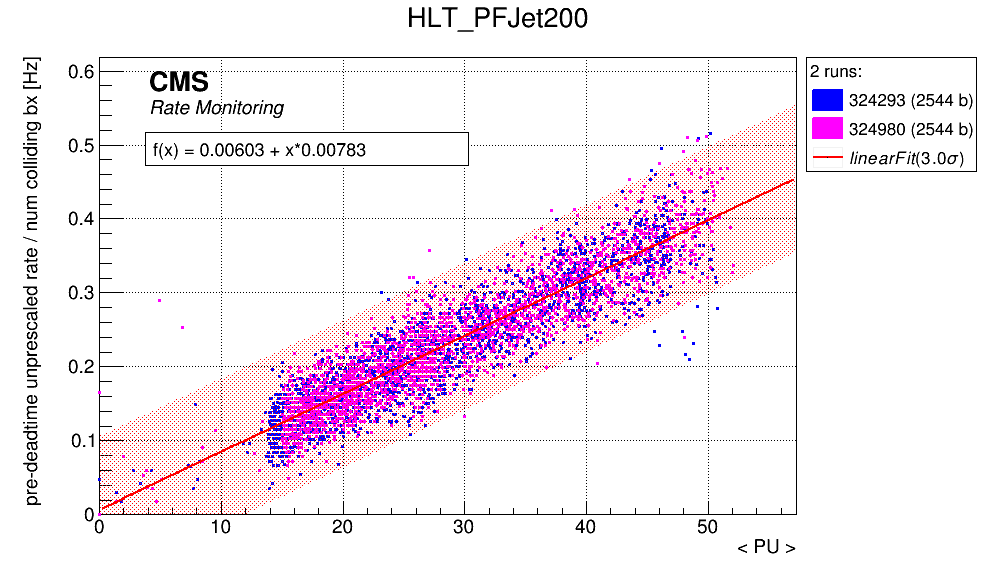 HLT_PFJet200
pre-deadtime unprescaled rate / num colliding bx [Hz]
0.6
0.5
0.4
0.3
0.2
0.1
0
CMS
Rate Monitoring
f(x) = 0.00603 + x*0.00783
0 10 20 30 40 50
< PU >
2 runs:
324293 (2544 b)
324980 (2544 b)
linearFit(3.0σ)